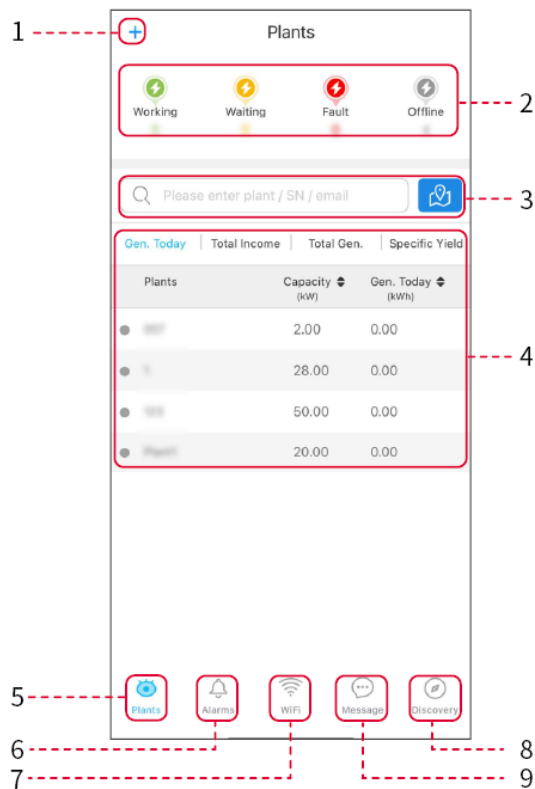 1
+
Plants
Working Waiting Fault Offline
2
Please enter plant / SN / email
3
Gen. Today Total Income Total Gen. Specific Yield
Plants Capacity Gen. Today
(kW) (kWh)
2.00 0.00
28.00 0.00
4
50.00 0.00
20.00 0.00
5
Plants Alarms WiFi Message Discovery
6 8
7 9